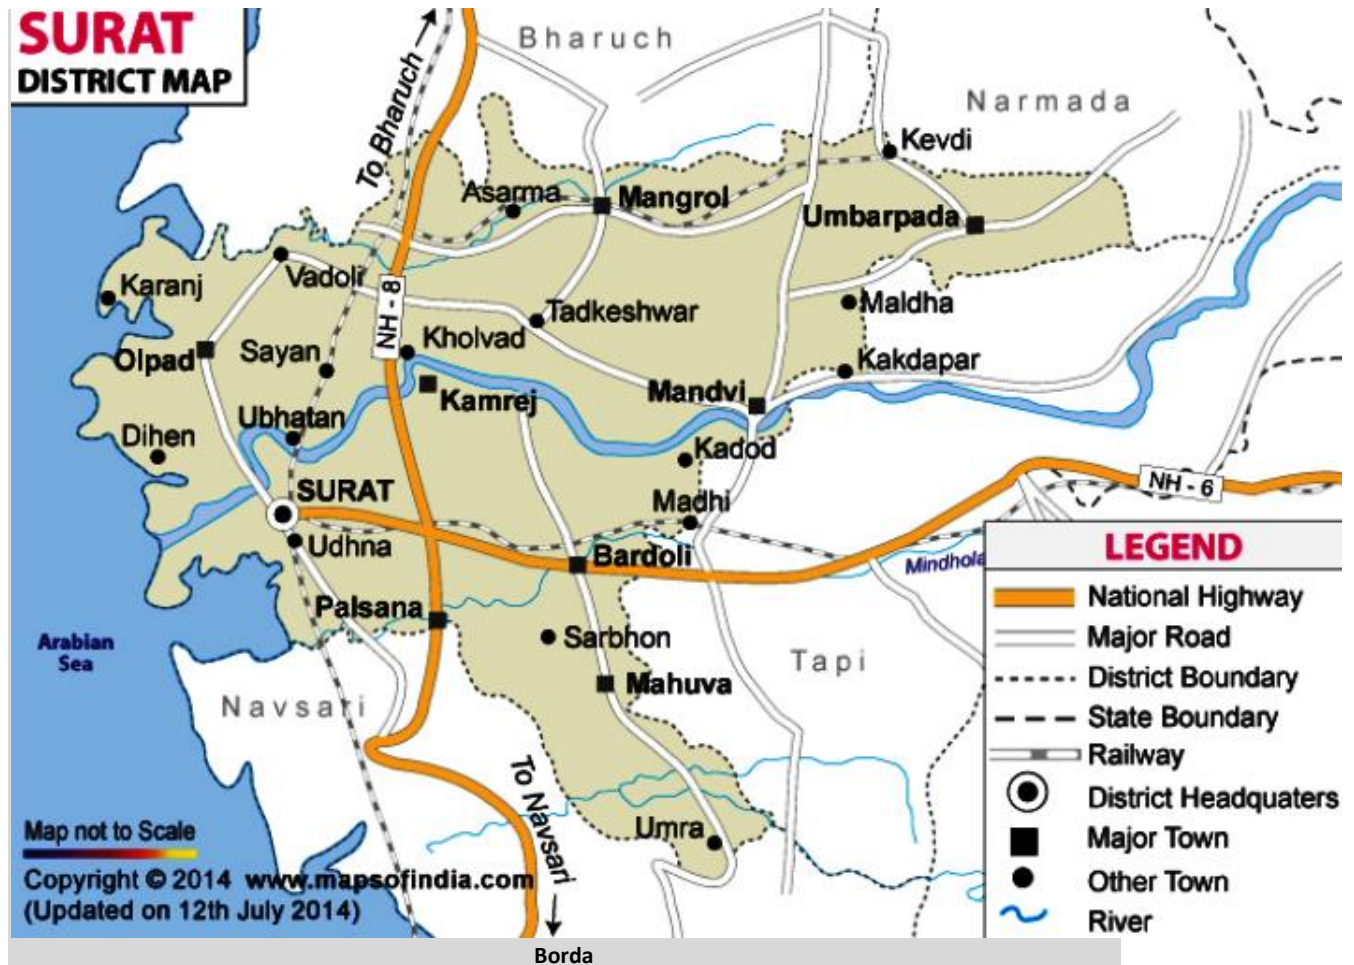 SURAT
DISTRICT MAP
To Bharuch
Bharuch
Narmada
Kevdi
Asarma
Mangrol
Umbarpada
Karanj
Vadoli
NH - 8
Tadkeshwar
Maldha
Olpad
Sayan
Kholvad
Kakdapar
Kamrej
Mandvi
Ubhatan
Dihen
Kadod
SURAT
Madhi
NH - 6
Udhna
Bardoli
Mindhola
Palsana
Sarbhon
Arabian
Sea
Tapi
Mahuva
Navsari
To Navsari
Umra
LEGEND
National Highway
Major Road
District Boundary
State Boundary
Railway
District Headquaters
Major Town
Other Town
River
Map not to Scale
Copyright © 2014 www.mapsofindia.com
(Updated on 12th July 2014)
Borda